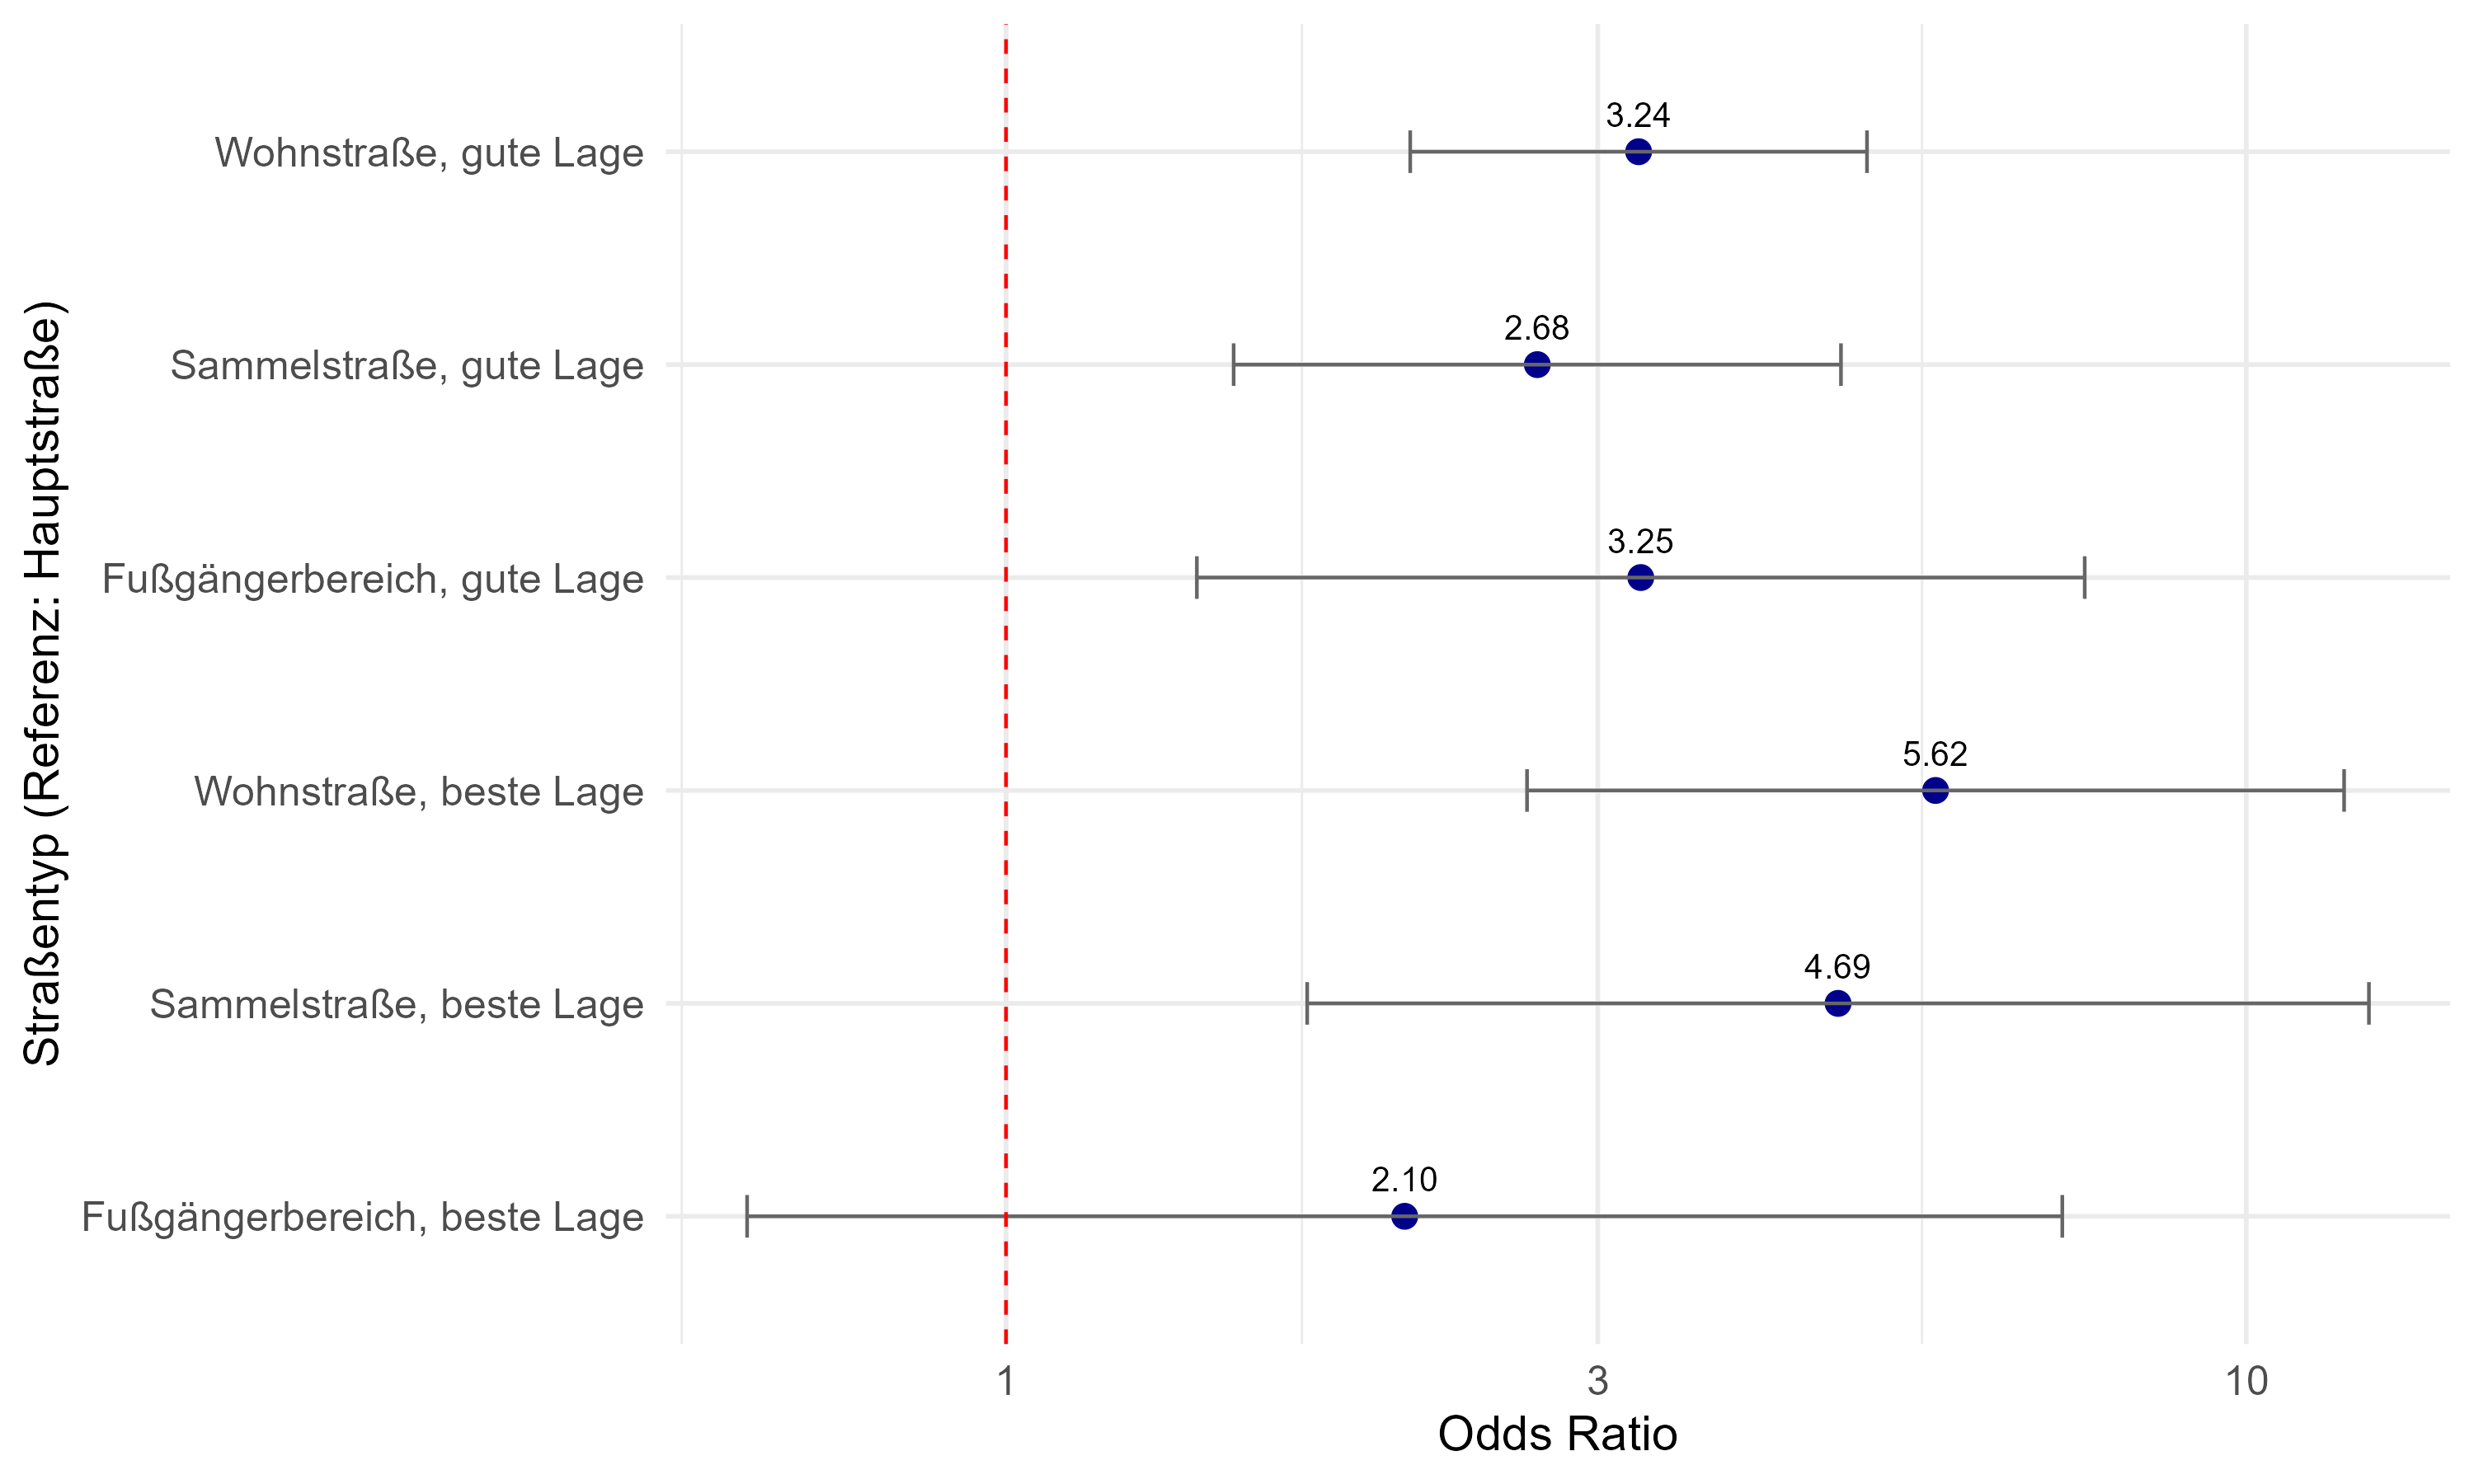 Straßentyp (Referenz: Hauptstraße)
Wohnstraße, gute Lage
3.24
Sammelstraße, gute Lage
2.68
Fußgängerbereich, gute Lage
3.25
Wohnstraße, beste Lage
5.62
Sammelstraße, beste Lage
4.69
Fußgängerbereich, beste Lage
2.10
1
3
10
Odds Ratio